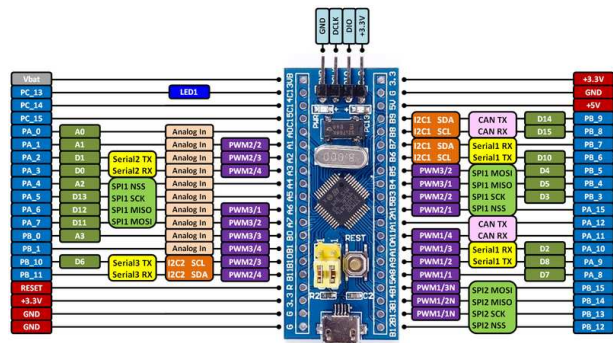 GND DCLK DIO +3.3V
Vbat
PC_13 LED1
PC_14
PC_15
PA_0 A0 Analog In
PA_1 A1 Analog In PWM2/2
PA_2 D1 Serial2 TX Analog In PWM2/3
PA_3 D0 Serial2 RX Analog In PWM2/4
PA_4 A2 SPI1 NSS Analog In
PA_5 D13 SPI1 SCK Analog In
PA_6 D12 SPI1 MISO Analog In PWM3/1
PA_7 D11 SPI1 MOSI Analog In PWM3/2
PB_0 A3 Analog In PWM3/3
PB_1 Analog In PWM3/4
PB_10 D6 Serial3 TX I2C2 SCL PWM2/3
PB_11 Serial3 RX I2C2 SDA PWM2/4
RESET
+3.3V
GND
GND
REST
+3.3V
GND
+5V
I2C1 SDA CAN TX D14 PB_9
I2C1 SCL CAN RX D15 PB_8
I2C1 SDA Serial1 RX PB_7
I2C1 SCL Serial1 TX D10 PB_6
PWM3/2 SPI1 MOSI D4 PB_5
PWM3/1 SPI1 MISO D5 PB_4
PWM2/2 SPI1 SCK D3 PB_3
PWM2/1 SPI1 NSS PA_15
CAN TX PA_12
PWM1/4 CAN RX PA_11
PWM1/3 Serial1 RX D2 PA_10
PWM1/2 Serial1 TX D8 PA_9
PWM1/1 D7 PA_8
PWM1/3N SPI2 MOSI PB_15
PWM1/2N SPI2 MISO PB_14
PWM1/1N SPI2 SCK PB_13
SPI2 NSS PB_12